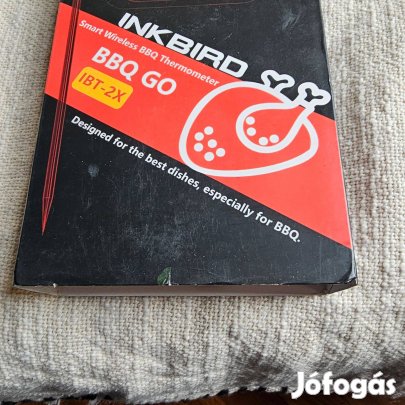 INKBIRD
Smart Wireless BBQ Thermometer
BBQ GO
IBT-2X
Designed for the best dishes, especially for BBQ.
Jófogás